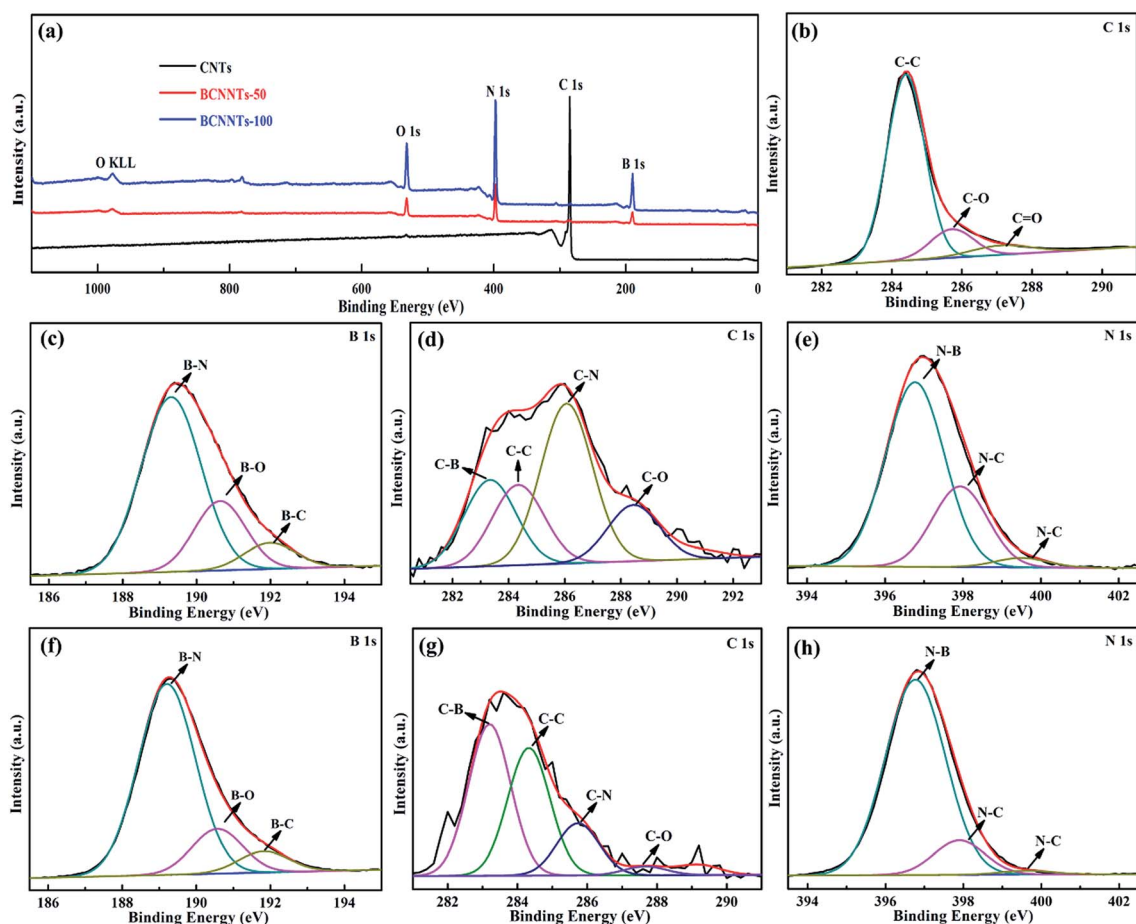 (a)
CNTs
BCNNTs-50
BCNNTs-100
O KLL
O 1s
N 1s
C 1s
B 1s
Intensity (a.u.)
1000 800 600 400 200 0
Binding Energy (eV)
(b)
C 1s
C-C
C-O
C=O
Intensity (a.u.)
282 284 286 288 290
Binding Energy (eV)
(c)
B 1s
B-N
B-O
B-C
Intensity (a.u.)
186 188 190 192 194
Binding Energy (eV)
(d)
C 1s
C-N
C-B
C-C
C-O
Intensity (a.u.)
282 284 286 288 290 292
Binding Energy (eV)
(e)
N 1s
N-B
N-C
N-C
Intensity (a.u.)
394 396 398 400 402
Binding Energy (eV)
(f)
B 1s
B-N
B-O
B-C
Intensity (a.u.)
186 188 190 192 194
Binding Energy (eV)
(g)
C 1s
C-B
C-C
C-N
C-O
Intensity (a.u.)
282 284 286 288 290
Binding Energy (eV)
(h)
N 1s
N-B
N-C
N-C
Intensity (a.u.)
394 396 398 400 402
Binding Energy (eV)